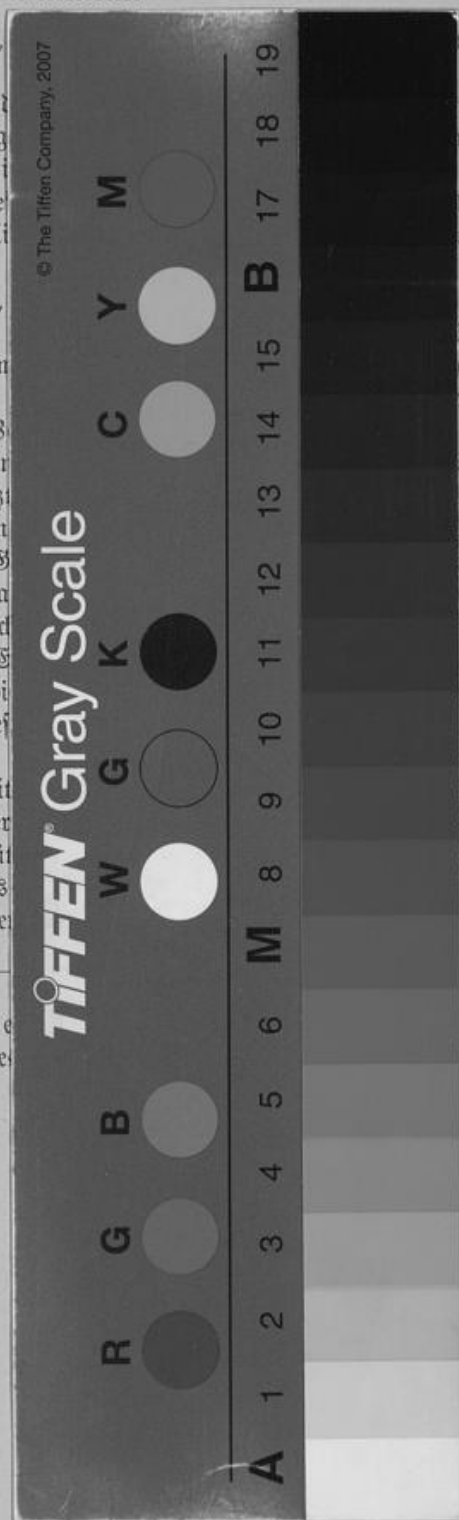 © The Tiffen Company, 2007
TIFFEN® Gray Scale
R G B W G K C Y M
A 1 2 3 4 5 6 M 8 9 10 11 12 13 14 15 B 17 18 19